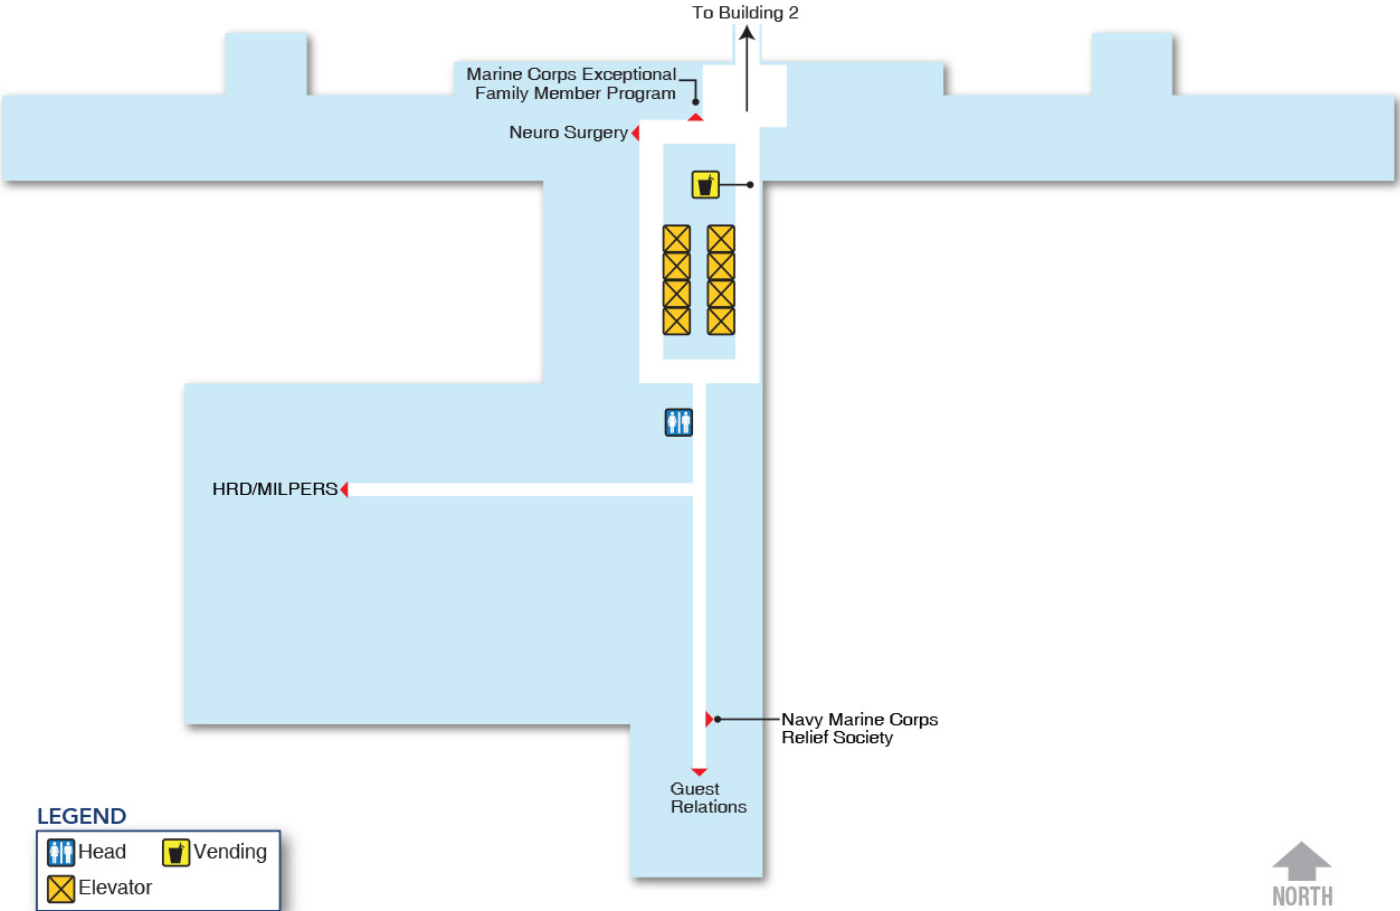 To Building 2
Marine Corps Exceptional
Family Member Program
Neuro Surgery
HRD/MILPERS
Navy Marine Corps
Relief Society
Guest
Relations
LEGEND
Head
Vending
Elevator
NORTH